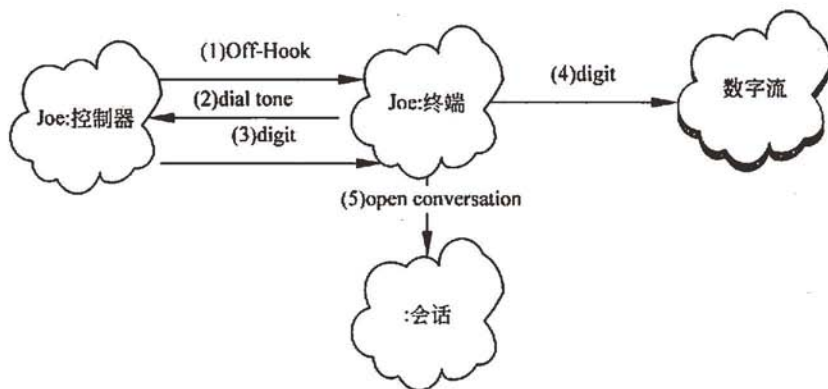 (1)Off-Hook
(4)digit
数字流
Joe:控制器
(2)dial tone
Joe:终端
(3)digit
(5)open conversation
:会话